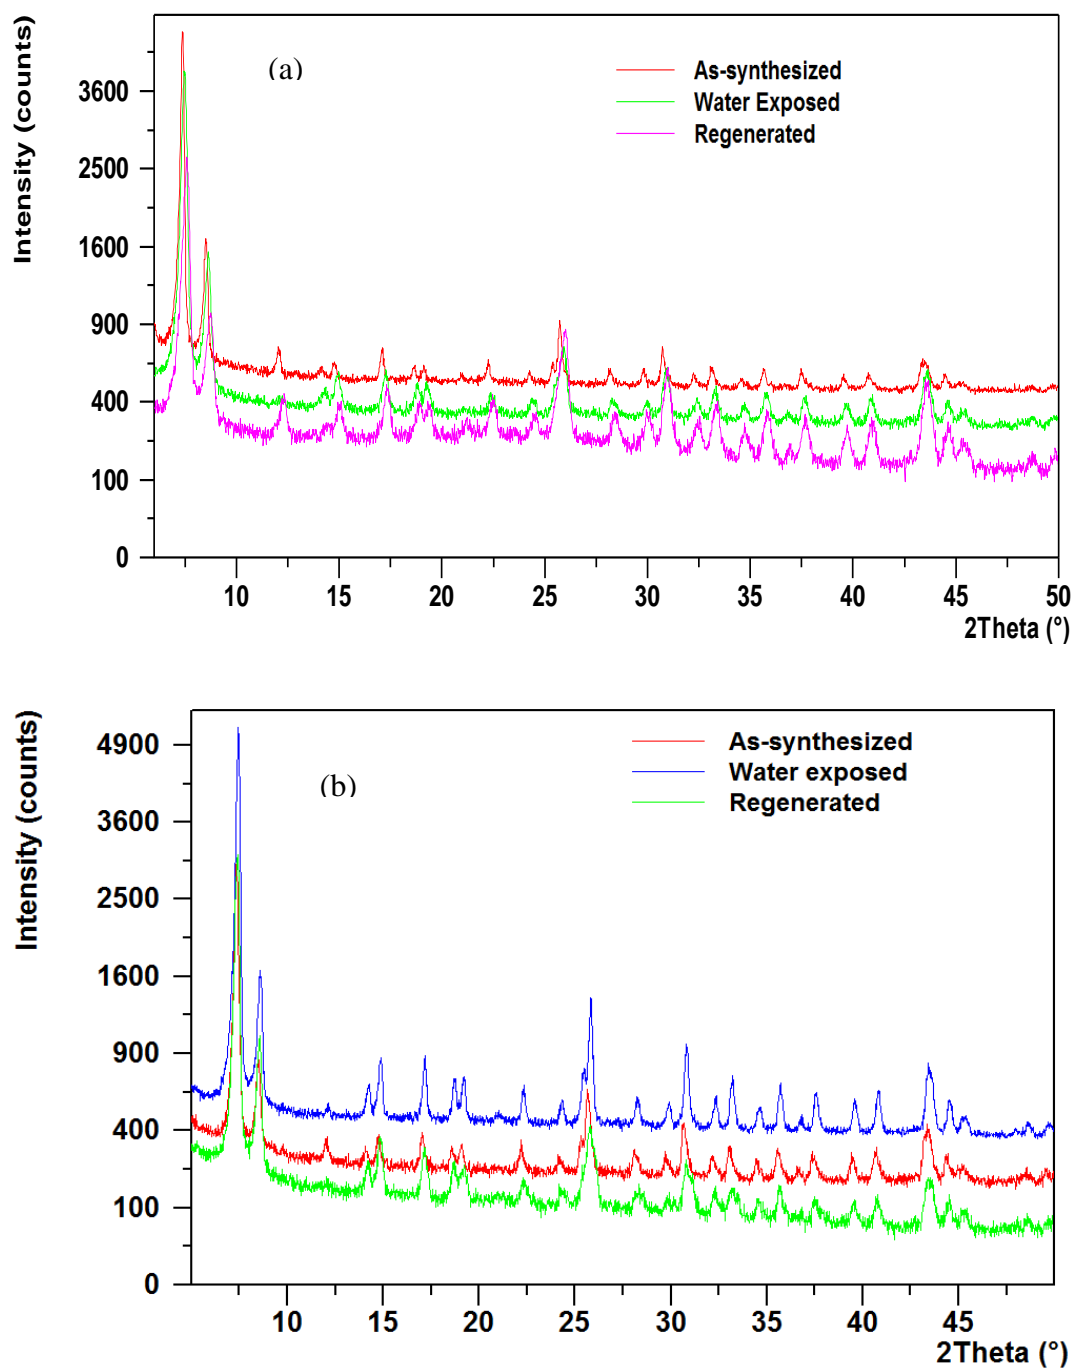 Intensity (counts)
(a)
As-synthesized
Water Exposed
Regenerated
3600
2500
1600
900
400
100
0
10 15 20 25 30 35 40 45 50
2Theta (°)
Intensity (counts)
(b)
As-synthesized
Water exposed
Regenerated
4900
3600
2500
1600
900
400
100
0
10 15 20 25 30 35 40 45
2Theta (°)